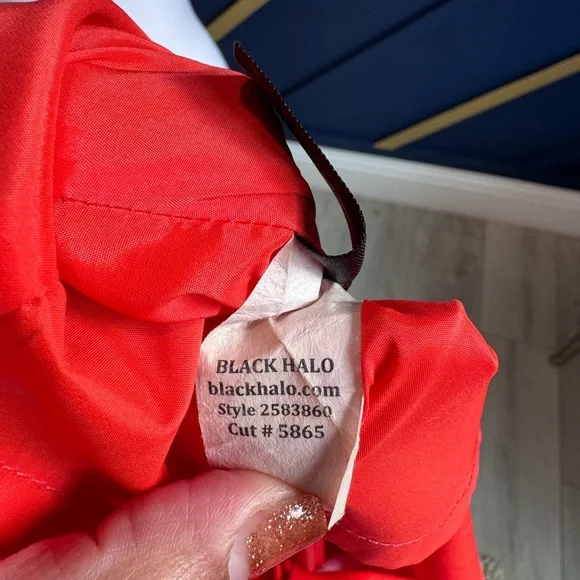 BLACK HALO
blackhalo.com
Style 2583860
Cut # 5865